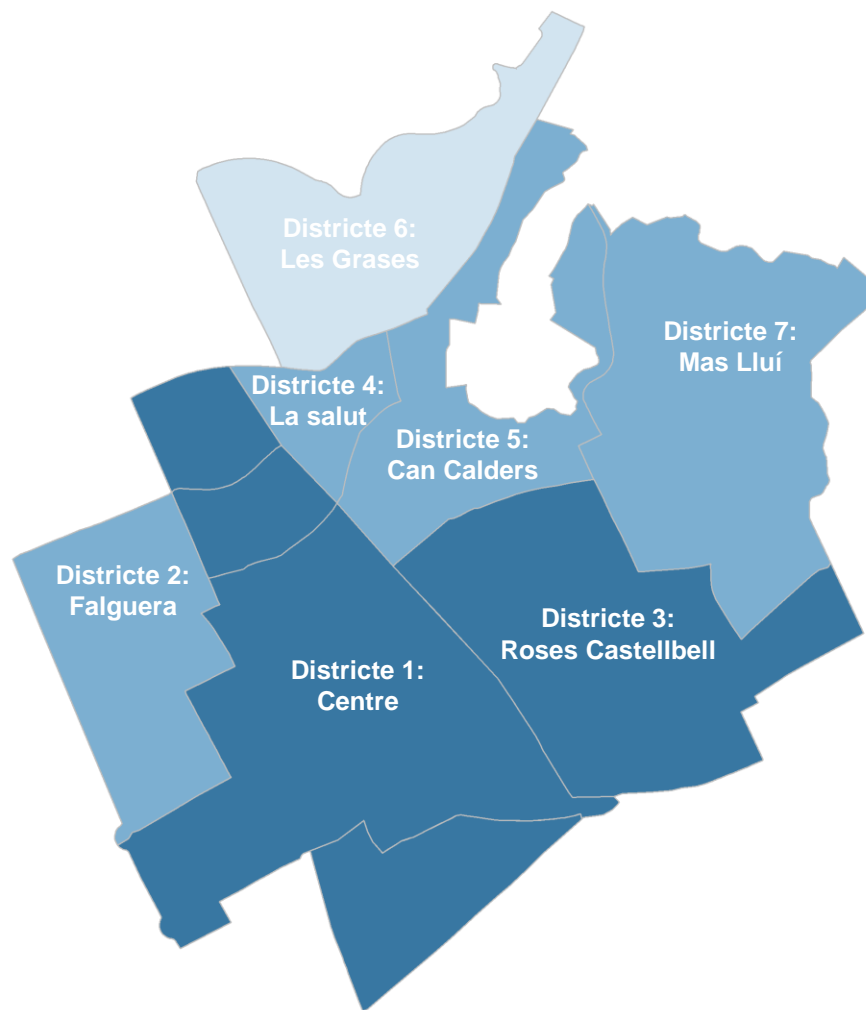 Districte 6:
Les Grases
Districte 7:
Mas Lluí
Districte 4:
La salut
Districte 5:
Can Calders
Districte 2:
Falguera
Districte 3:
Roses Castellbell
Districte 1:
Centre